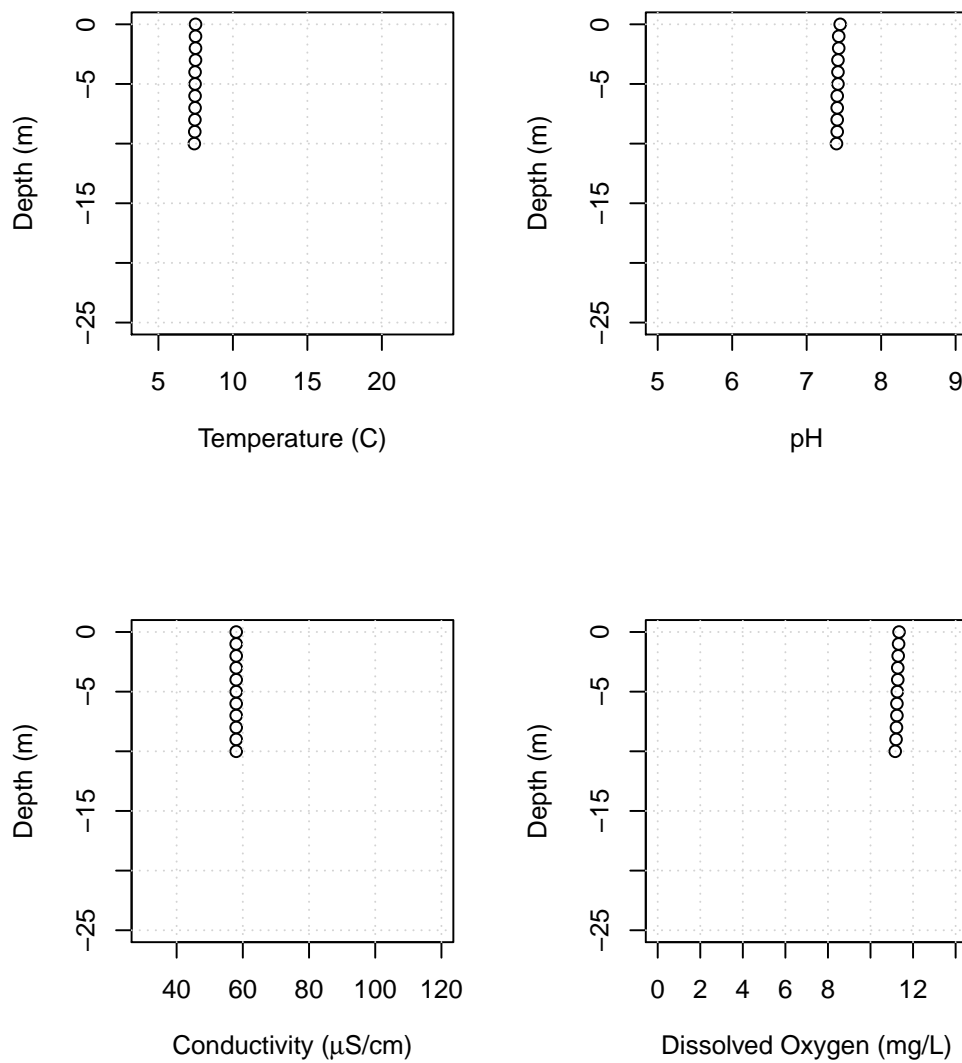 0
−5
−15
−25
Depth (m)
5 10 15 20
Temperature (C)
0
−5
−15
−25
Depth (m)
5 6 7 8 9
pH
0
−5
−15
−25
Depth (m)
40 60 80 100 120
Conductivity (μS/cm)
0
−5
−15
−25
Depth (m)
0 2 4 6 8 12
Dissolved Oxygen (mg/L)